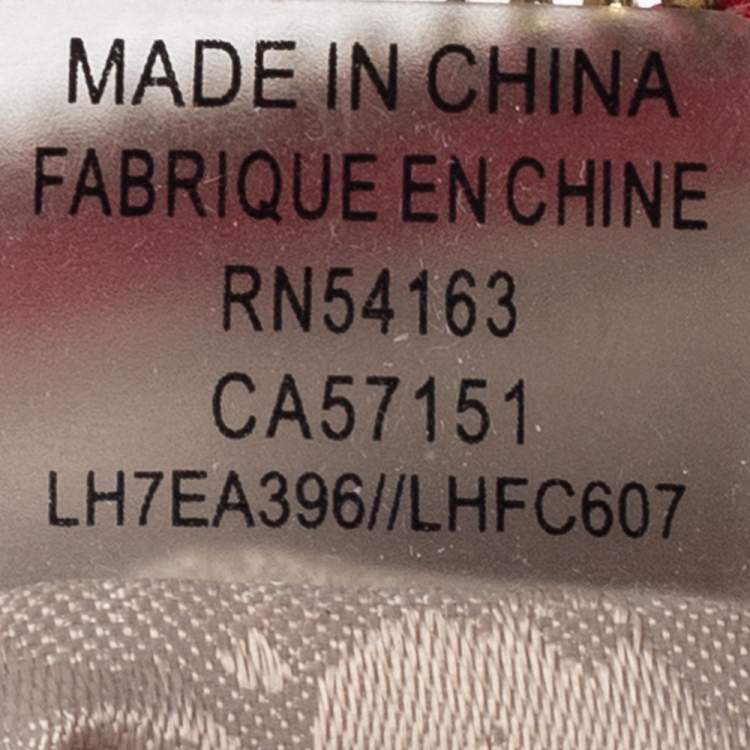 MADE IN CHINA
FABRIQUE EN CHINE
RN54163
CA57151
LH7EA396//LHFC607